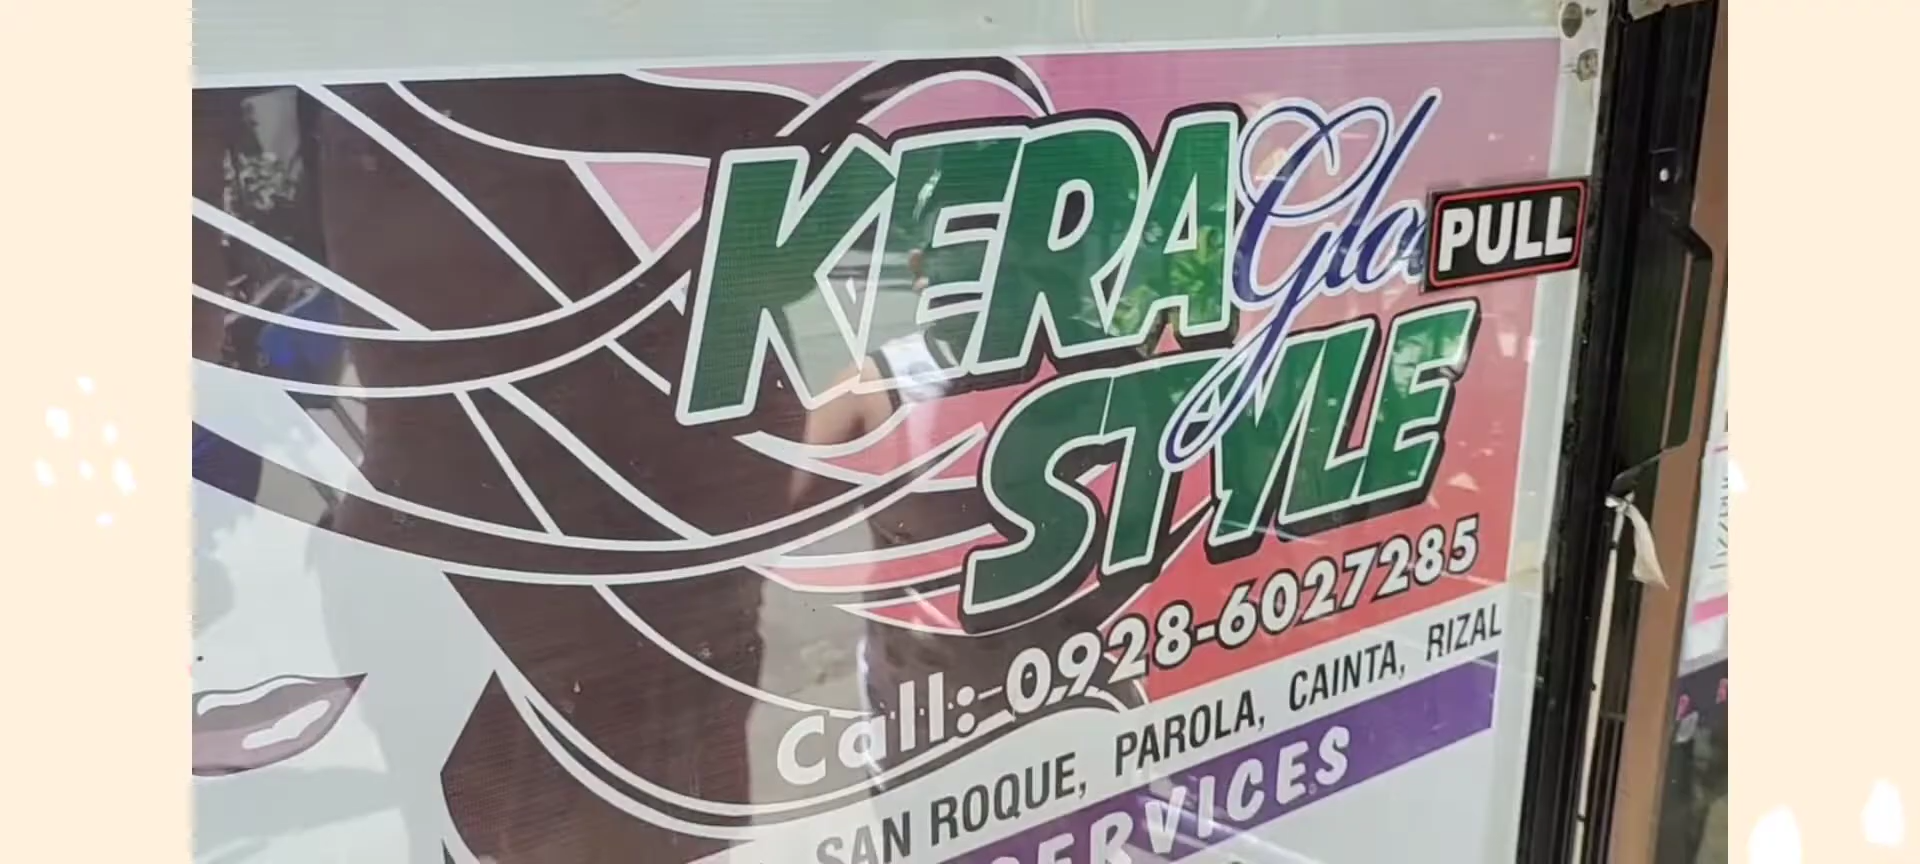 KERA Glo
PULL
STYLE
Call: 0928-6027285
SAN ROQUE, PAROLA, CAINTA, RIZAL
SERVICES